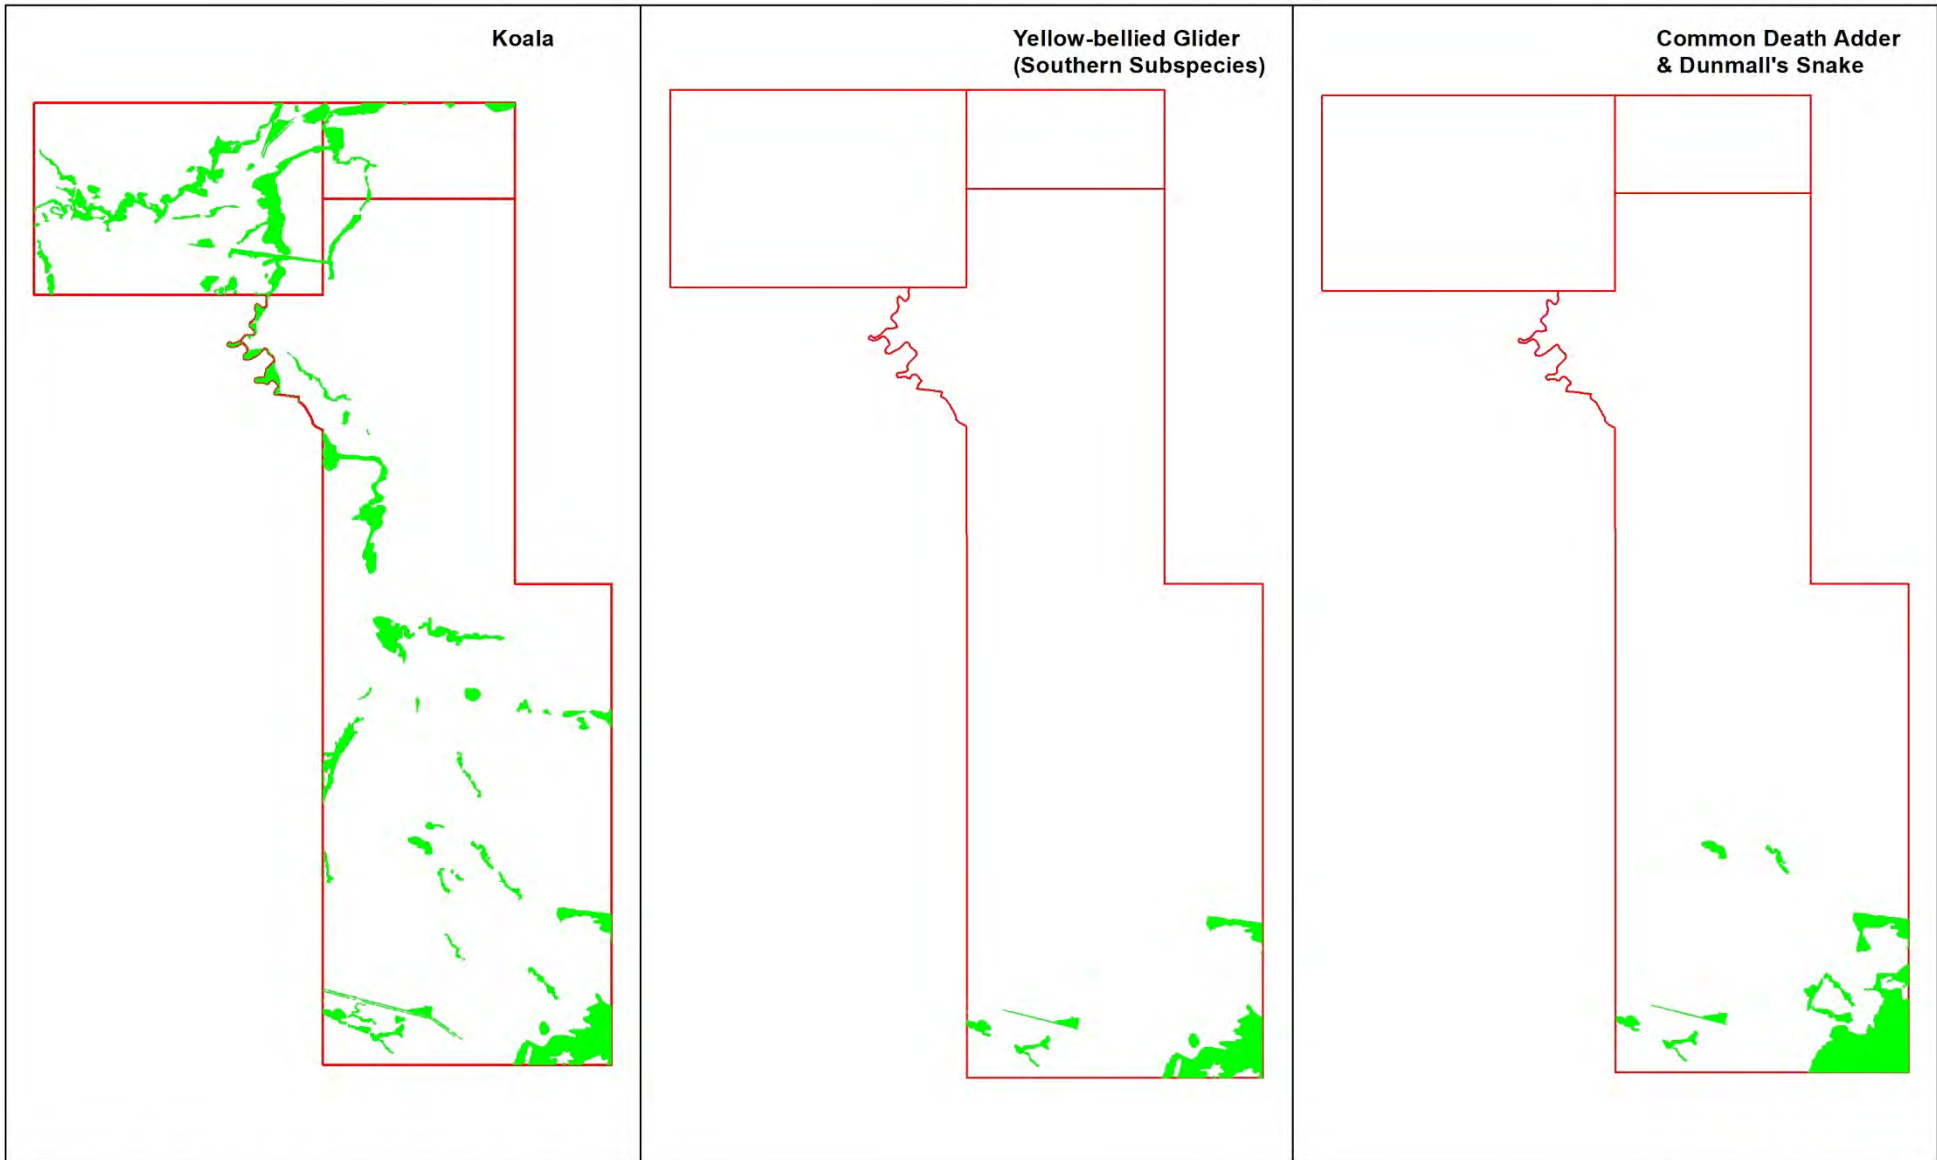 Koala
Yellow-bellied Glider
(Southern Subspecies)
Common Death Adder
& Dunmall's Snake